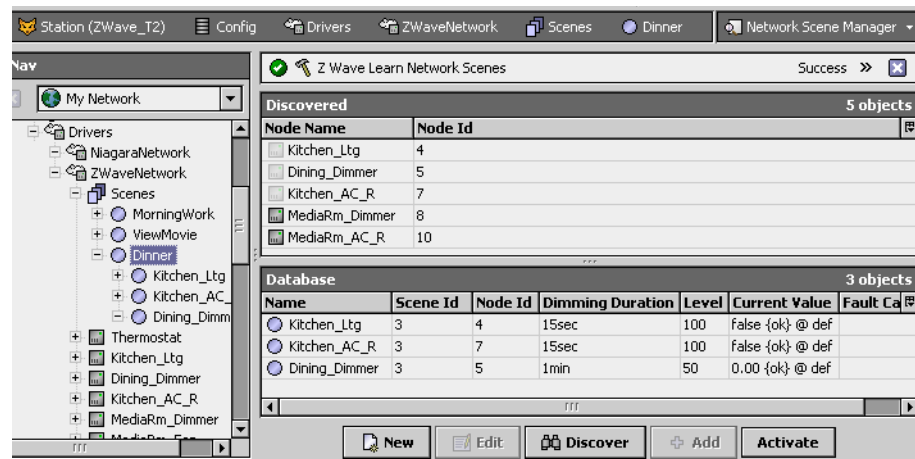 Station (ZWave_T2) Config Drivers ZWaveNetwork Scenes Dinner Network Scene Manager
Nav
My Network
Drivers
NiagaraNetwork
ZWaveNetwork
Scenes
MorningWork
ViewMovie
Dinner
Kitchen_Ltg
Kitchen_AC_
Dining_Dimm
Thermostat
Kitchen_Ltg
Dining_Dimmer
Kitchen_AC_R
MediaRm_Dimmer
Z Wave Learn Network Scenes Success »
Discovered 5 objects
Node Name Node Id
Kitchen_Ltg 4
Dining_Dimmer 5
Kitchen_AC_R 7
MediaRm_Dimmer 8
MediaRm_AC_R 10
Database 3 objects
Name Scene Id Node Id Dimming Duration Level Current Value Fault Ca
Kitchen_Ltg 3 4 15sec 100 false {ok} @ def
Kitchen_AC_R 3 7 15sec 100 false {ok} @ def
Dining_Dimmer 3 5 1min 50 0.00 {ok} @ def
New Edit Discover Add Activate